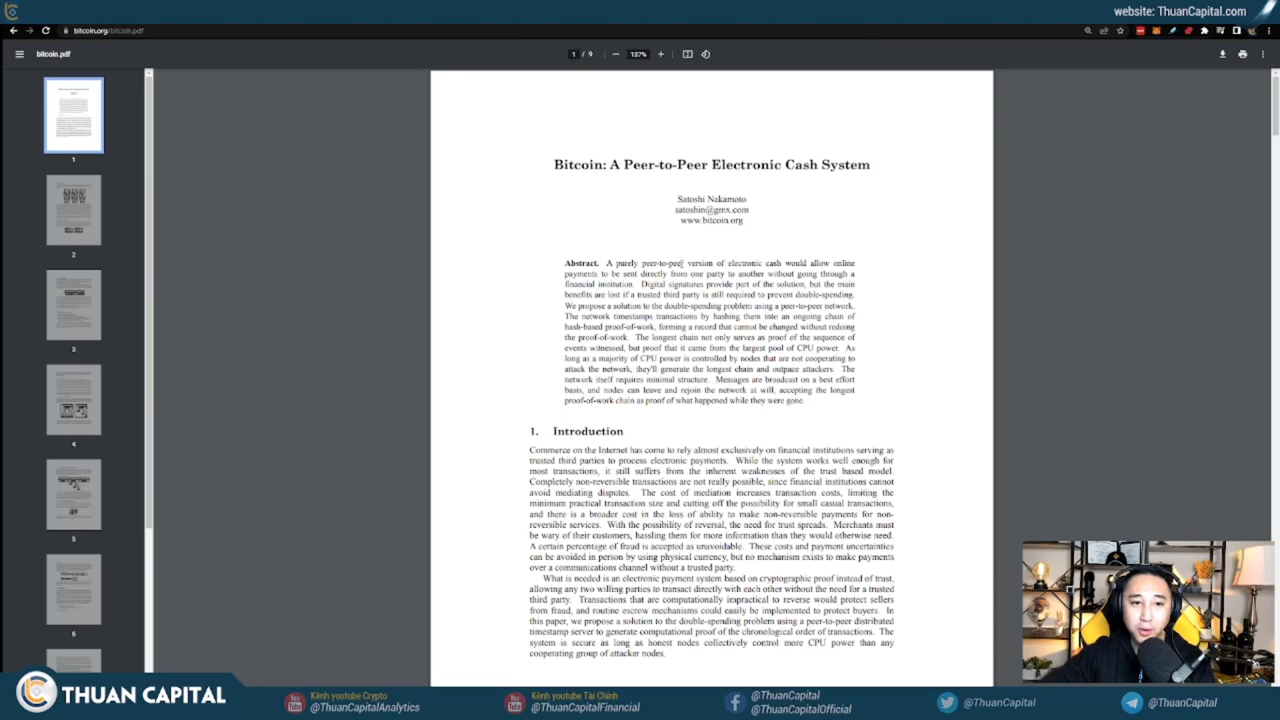 website: ThuanCapital.com
bitcoin.org/bitcoin.pdf
bitcoin.pdf
1 / 9
137%
1
2
3
4
5
6
Bitcoin: A Peer-to-Peer Electronic Cash System
Satoshi Nakamoto
satoshin@gmx.com
www.bitcoin.org
Abstract. A purely peer-to-peer version of electronic cash would allow online
payments to be sent directly from one party to another without going through a
financial institution. Digital signatures provide part of the solution, but the main
benefits are lost if a trusted third party is still required to prevent double-spending.
We propose a solution to the double-spending problem using a peer-to-peer network.
The network timestamps transactions by hashing them into an ongoing chain of
hash-based proof-of-work, forming a record that cannot be changed without redoing
the proof-of-work. The longest chain not only serves as proof of the sequence of
events witnessed, but proof that it came from the largest pool of CPU power. As
long as a majority of CPU power is controlled by nodes that are not cooperating to
attack the network, they'll generate the longest chain and outpace attackers. The
network itself requires minimal structure. Messages are broadcast on a best effort
basis, and nodes can leave and rejoin the network at will, accepting the longest
proof-of-work chain as proof of what happened while they were gone.
1. Introduction
Commerce on the Internet has come to rely almost exclusively on financial institutions serving as
trusted third parties to process electronic payments. While the system works well enough for
most transactions, it still suffers from the inherent weaknesses of the trust based model.
Completely non-reversible transactions are not really possible, since financial institutions cannot
avoid mediating disputes. The cost of mediation increases transaction costs, limiting the
minimum practical transaction size and cutting off the possibility for small casual transactions,
and there is a broader cost in the loss of ability to make non-reversible payments for non-
reversible services. With the possibility of reversal, the need for trust spreads. Merchants must
be wary of their customers, hassling them for more information than they would otherwise need.
A certain percentage of fraud is accepted as unavoidable. These costs and payment uncertainties
can be avoided in person by using physical currency, but no mechanism exists to make payments
over a communications channel without a trusted party.
What is needed is an electronic payment system based on cryptographic proof instead of trust,
allowing any two willing parties to transact directly with each other without the need for a trusted
third party. Transactions that are computationally impractical to reverse would protect sellers
from fraud, and routine escrow mechanisms could easily be implemented to protect buyers. In
this paper, we propose a solution to the double-spending problem using a peer-to-peer distributed
timestamp server to generate computational proof of the chronological order of transactions. The
system is secure as long as honest nodes collectively control more CPU power than any
cooperating group of attacker nodes.
THUAN CAPITAL
Kênh youtube Crypto
@ThuanCapitalAnalytics
Kênh youtube Tài Chính
@ThuanCapitalFinancial
@ThuanCapital
@ThuanCapitalOfficial
@ThuanCapital
@ThuanCapital